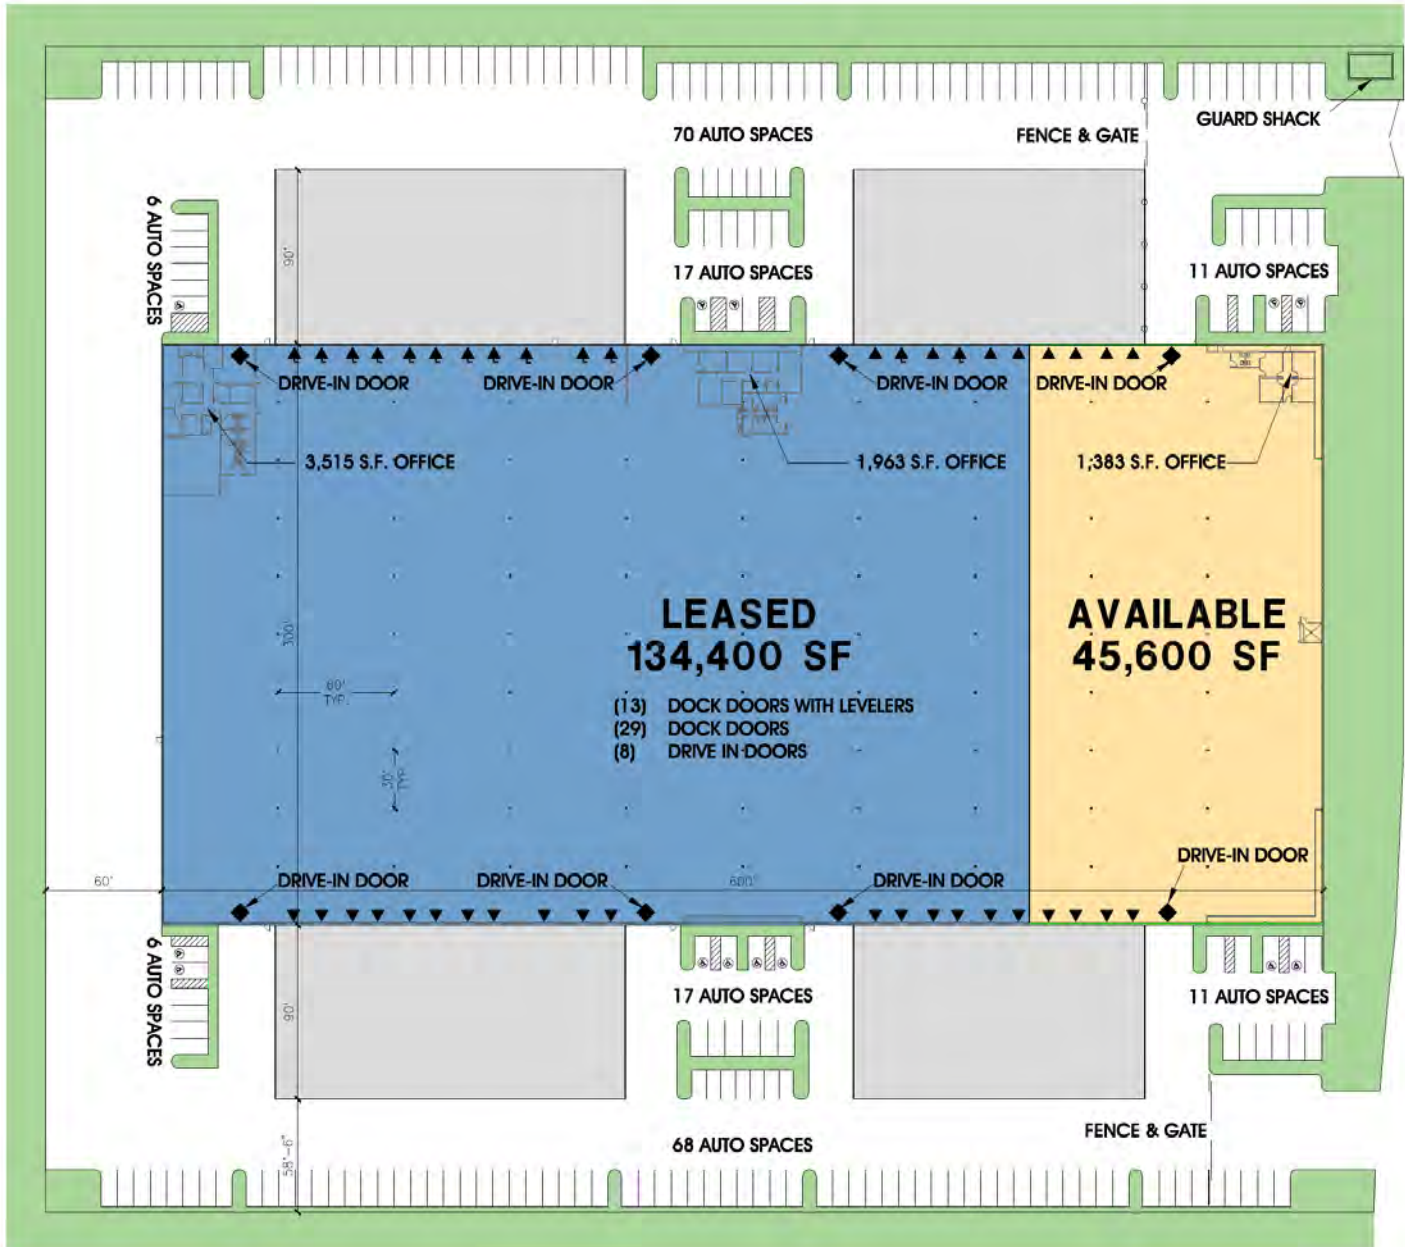 GUARD SHACK
70 AUTO SPACES
FENCE & GATE
6 AUTO SPACES
90'
17 AUTO SPACES
11 AUTO SPACES
DRIVE-IN DOOR
DRIVE-IN DOOR
DRIVE-IN DOOR
DRIVE-IN DOOR
3,515 S.F. OFFICE
1,963 S.F. OFFICE
1,383 S.F. OFFICE
LEASED
134,400 SF
AVAILABLE
45,600 SF
300'
60'
TYP.
(13) DOCK DOORS WITH LEVELERS
(29) DOCK DOORS
(8) DRIVE IN DOORS
30'
TYP.
DRIVE-IN DOOR
60'
DRIVE-IN DOOR
DRIVE-IN DOOR
600'
DRIVE-IN DOOR
6 AUTO SPACES
90'
17 AUTO SPACES
11 AUTO SPACES
68 AUTO SPACES
FENCE & GATE
58'-6"